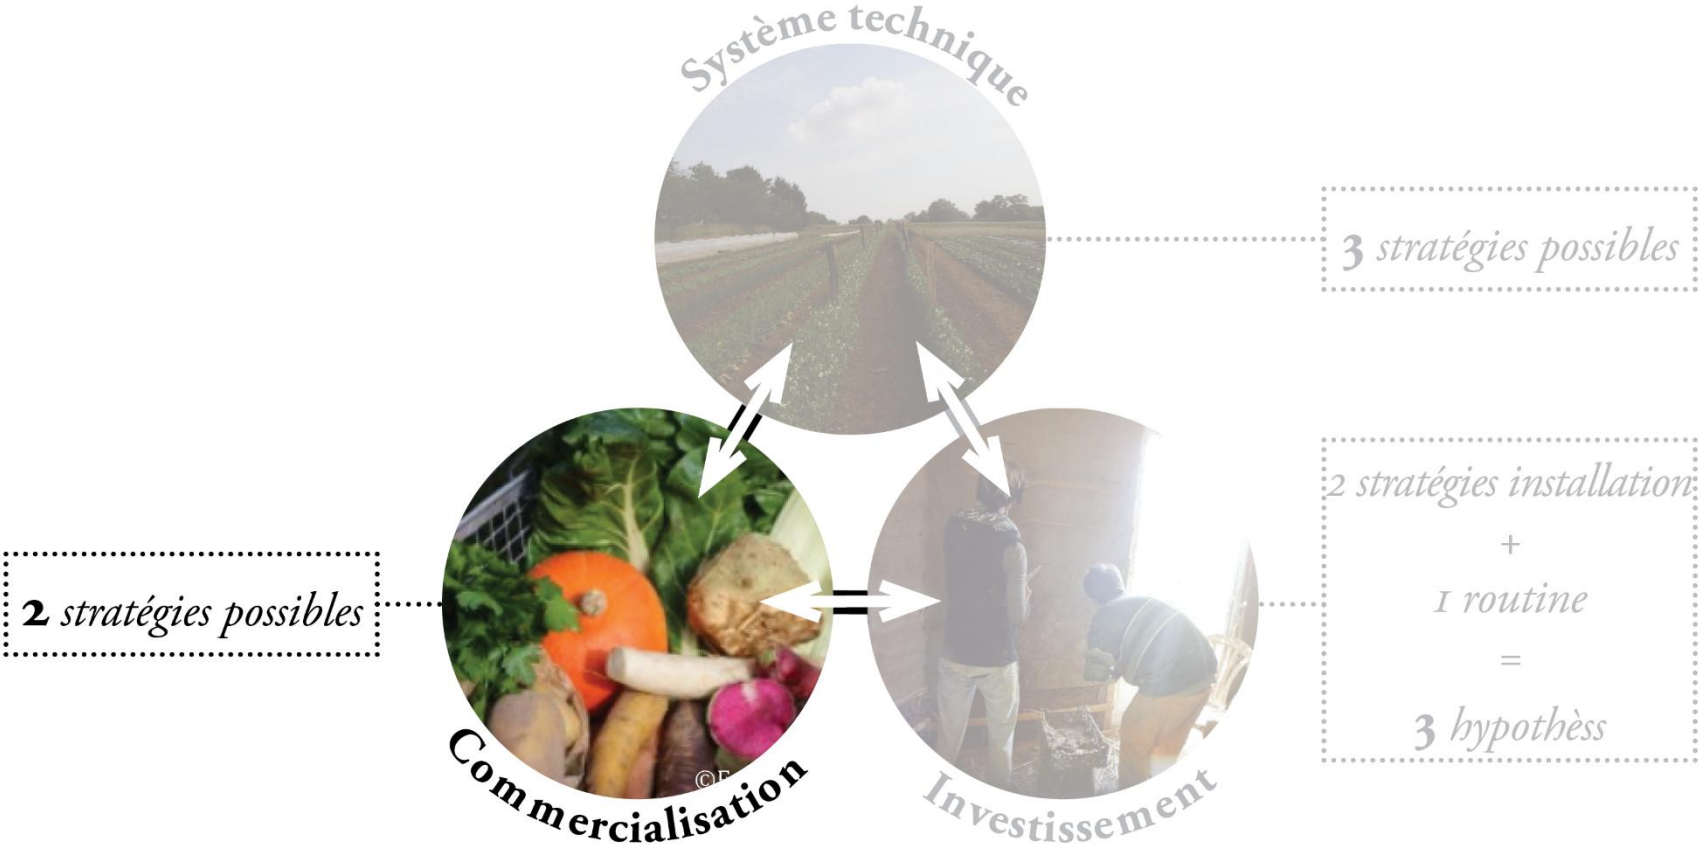 Système technique
3 stratégies possibles
2 stratégies installation
+
1 routine
=
3 hypothèss
2 stratégies possibles
©
Commercialisation
Investissement